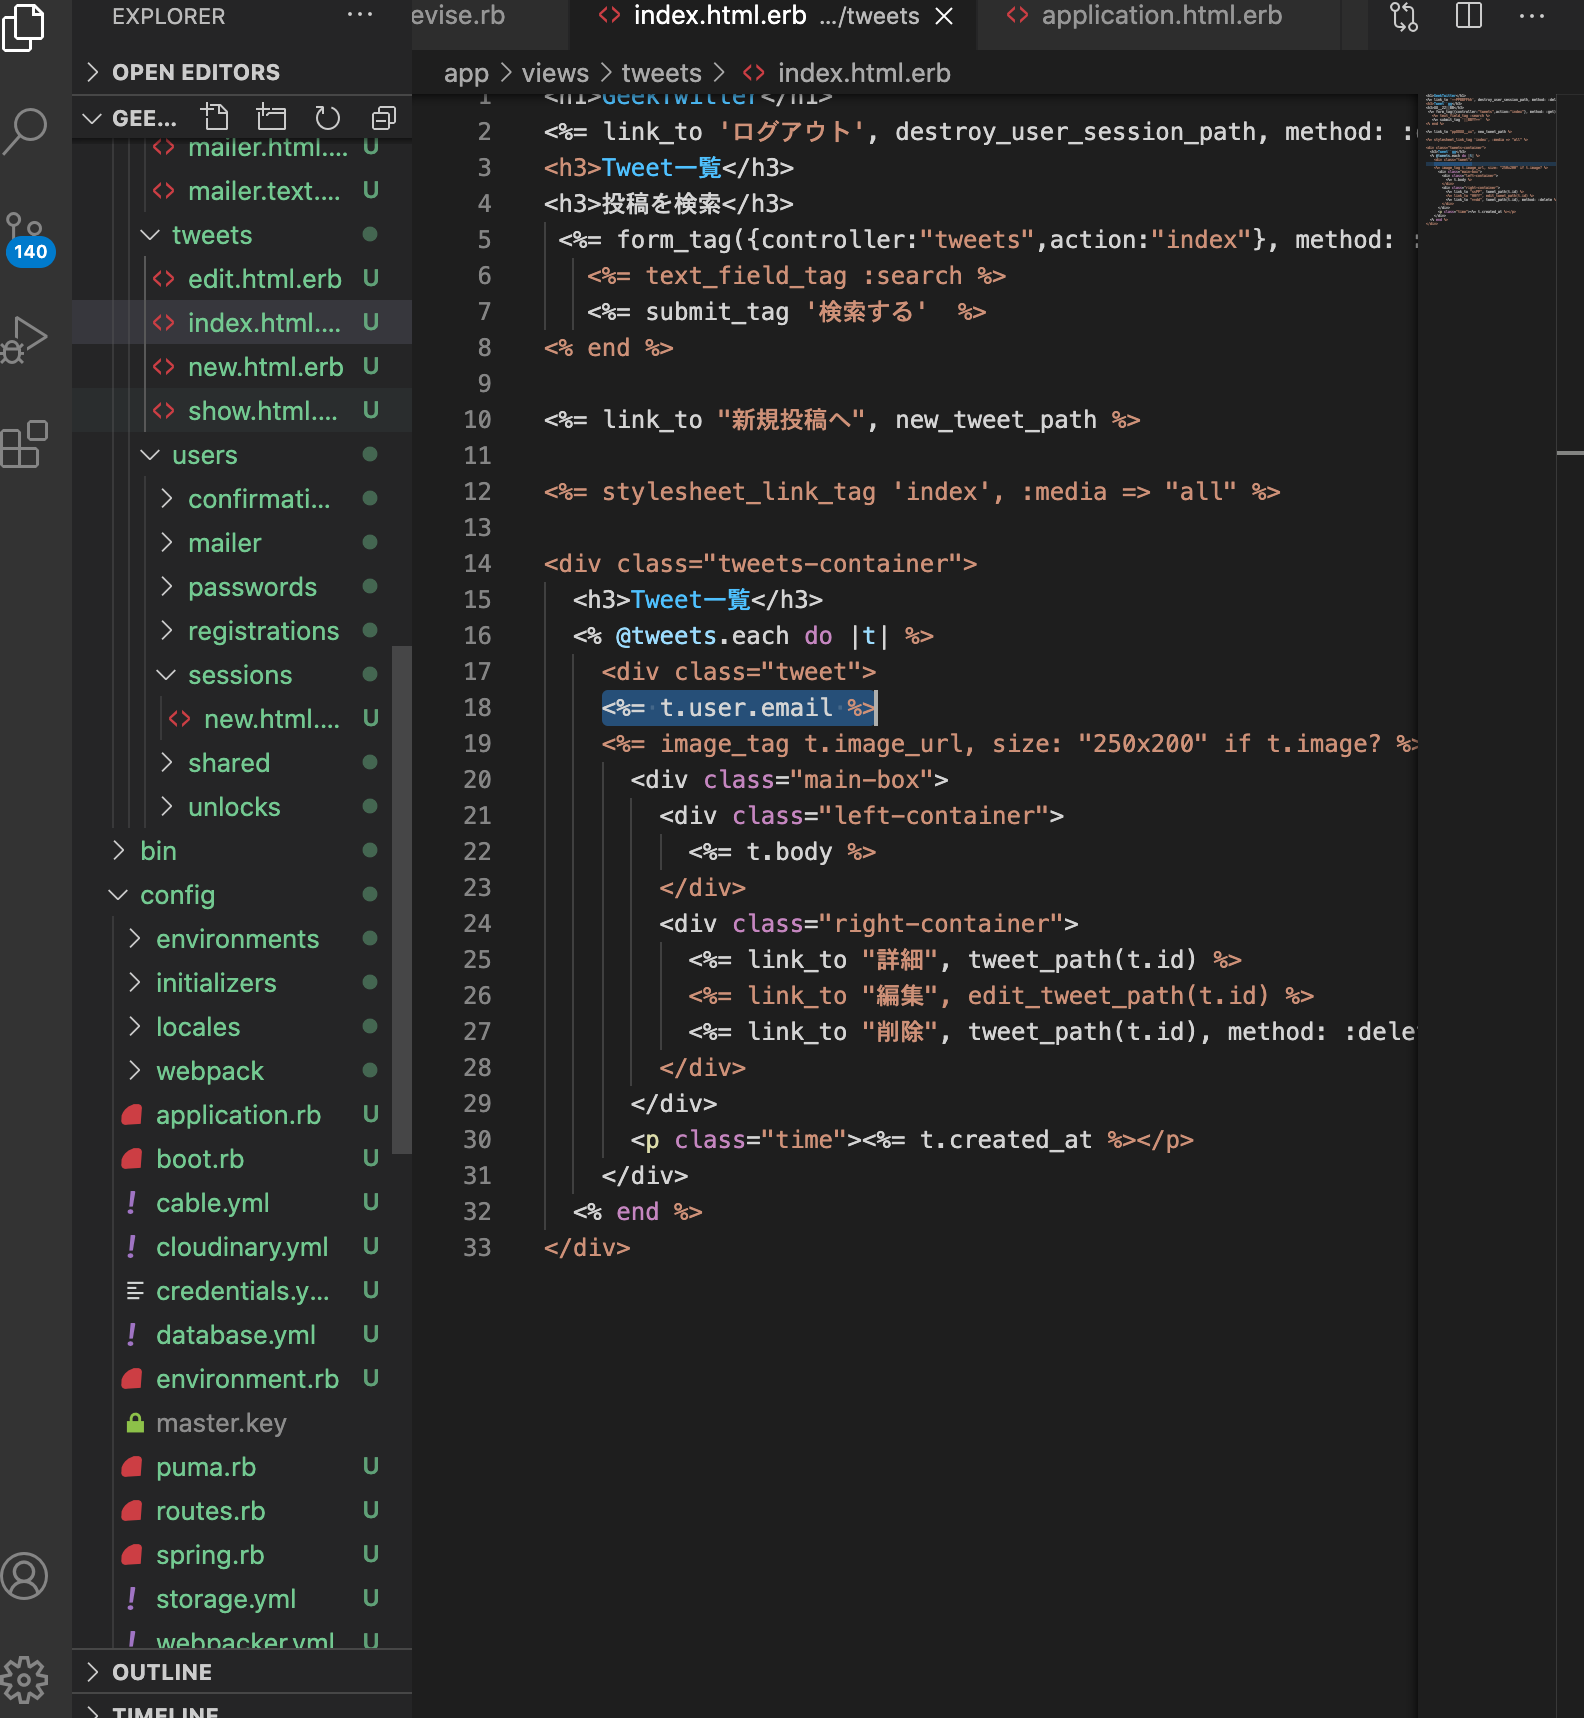 EXPLORER
OPEN EDITORS
GEE...
mailer.html.... U
mailer.text.... U
tweets
140
edit.html.erb U
index.html.... U
new.html.erb U
show.html.... U
users
confirmati...
mailer
passwords
registrations
sessions
new.html.... U
shared
unlocks
bin
config
environments
initializers
locales
webpack
application.rb U
boot.rb U
cable.yml U
cloudinary.yml U
credentials.y... U
database.yml U
environment.rb U
master.key
puma.rb U
routes.rb U
spring.rb U
storage.yml U
webpacker.yml U
OUTLINE
TIMELINE
evise.rb
index.html.erb .../tweets
application.html.erb
app > views > tweets > index.html.erb
1 <h1>GeekTwitter</h1>
2 <%= link_to 'ログアウト', destroy_user_session_path, method: :
3 <h3>Tweet一覧</h3>
4 <h3>投稿を検索</h3>
5 <%= form_tag({controller:"tweets",action:"index"}, method: :
6 <%= text_field_tag :search %>
7 <%= submit_tag '検索する'  %>
8 <% end %>
9
10 <%= link_to "新規投稿へ", new_tweet_path %>
11
12 <%= stylesheet_link_tag 'index', :media => "all" %>
13
14 <div class="tweets-container">
15 <h3>Tweet一覧</h3>
16 <% @tweets.each do |t| %>
17 <div class="tweet">
18 <%= t.user.email %>
19 <%= image_tag t.image_url, size: "250x200" if t.image? %>
20 <div class="main-box">
21 <div class="left-container">
22 <%= t.body %>
23 </div>
24 <div class="right-container">
25 <%= link_to "詳細", tweet_path(t.id) %>
26 <%= link_to "編集", edit_tweet_path(t.id) %>
27 <%= link_to "削除", tweet_path(t.id), method: :dele
28 </div>
29 </div>
30 <p class="time"><%= t.created_at %></p>
31 </div>
32 <% end %>
33 </div>